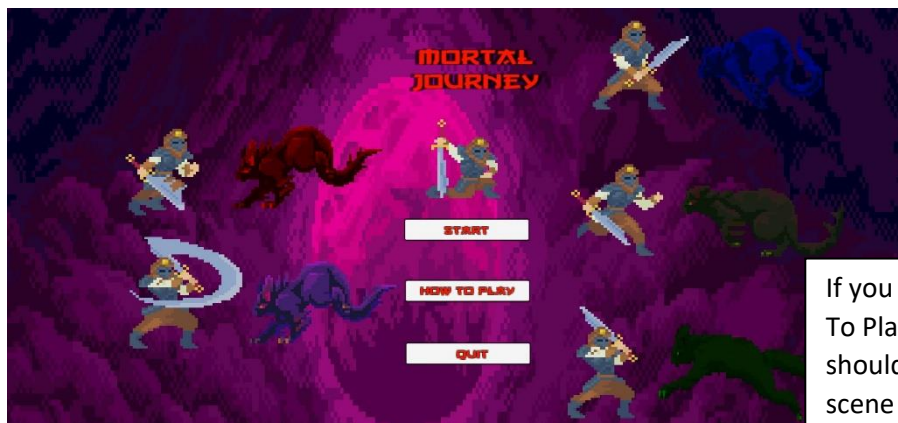 MORTAL
JOURNEY
START
HOW TO PLAY
QUIT
If you
To Pla
should
scene